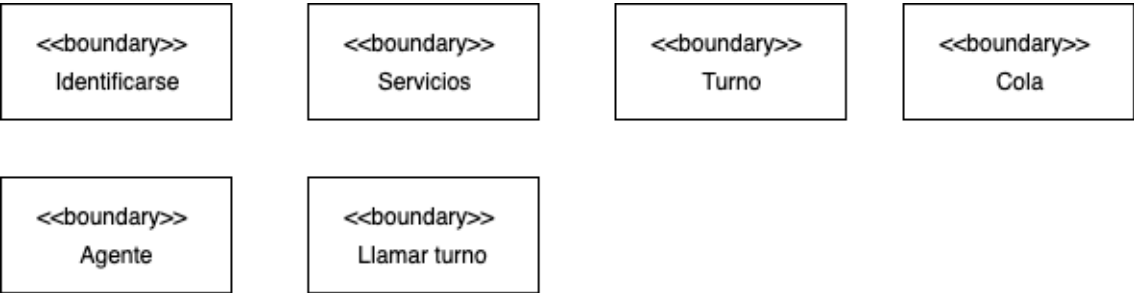 <<boundary>>
Identificarse
<<boundary>>
Servicios
<<boundary>>
Turno
<<boundary>>
Cola
<<boundary>>
Agente
<<boundary>>
Llamar turno